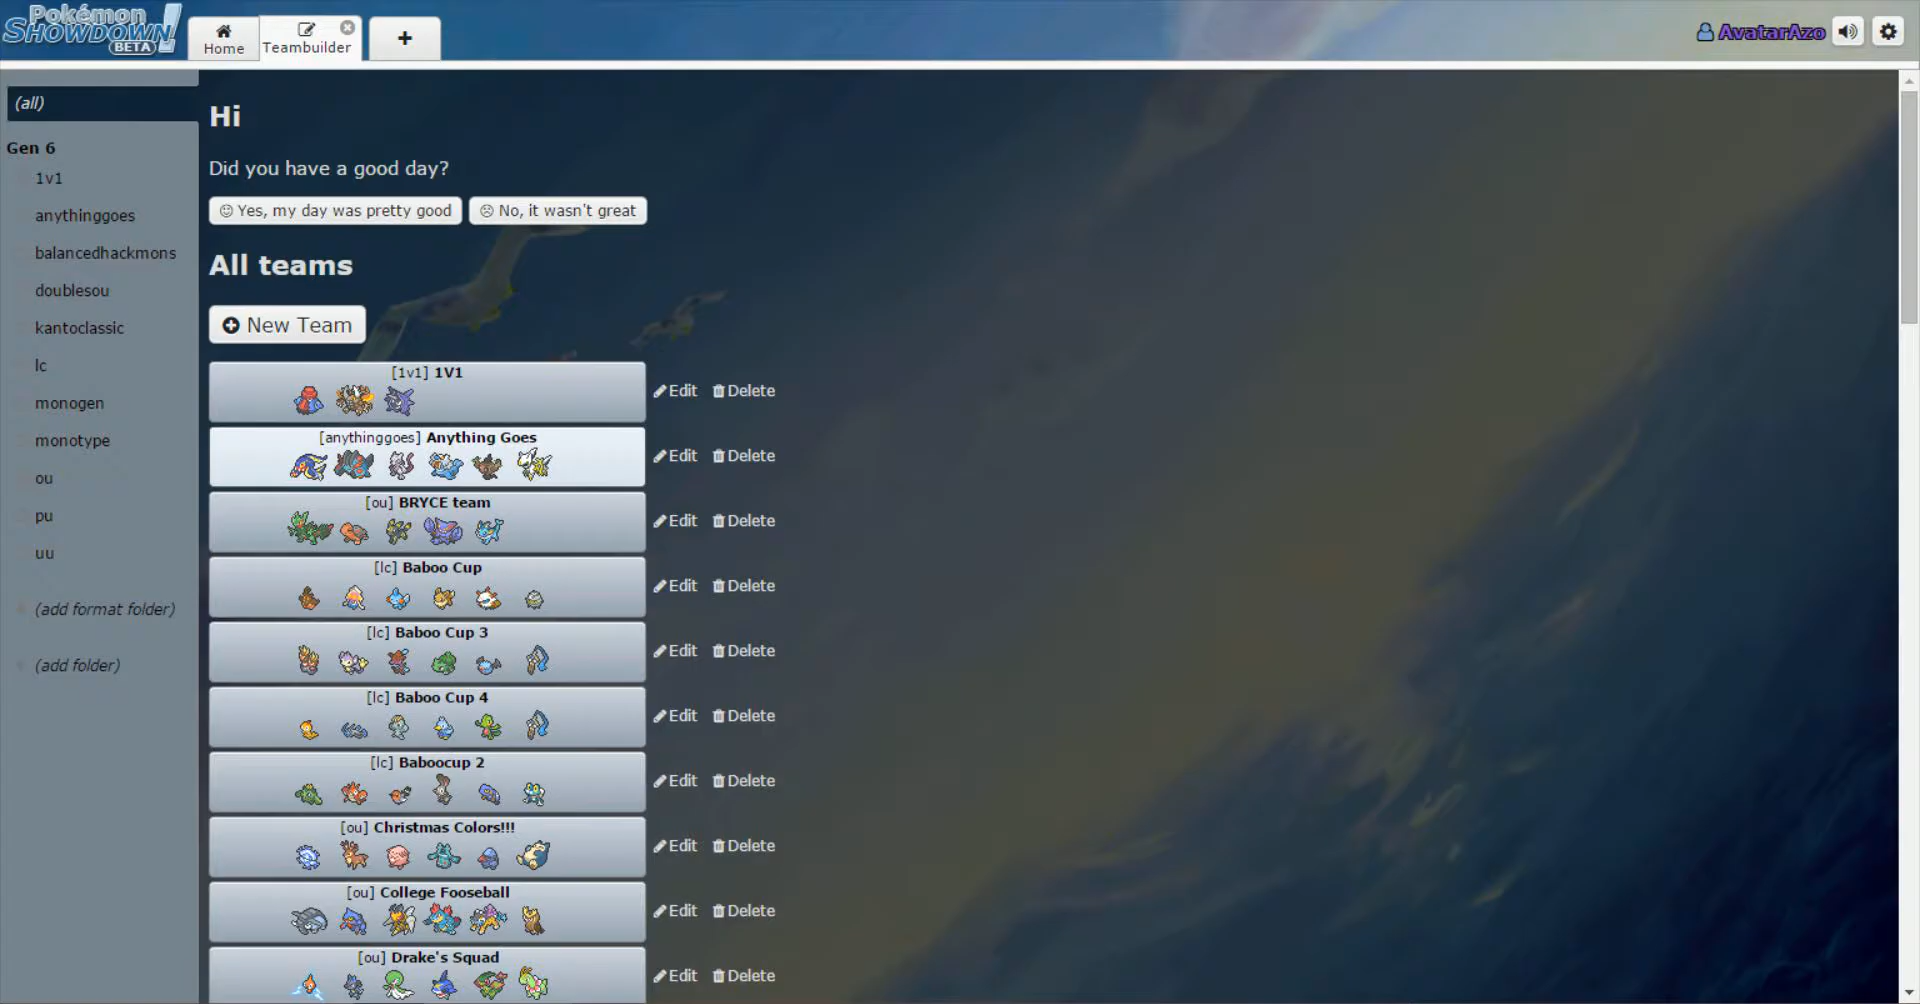 Pokémon
SHOWDOWN!
BETA
Home
Teambuilder
+
AvatarAzo
(all)
Gen 6
1v1
anythinggoes
balancedhackmons
doublesou
kantoclassic
lc
monogen
monotype
ou
pu
uu
(add format folder)
(add folder)
Hi
Did you have a good day?
Yes, my day was pretty good
No, it wasn't great
All teams
New Team
[1v1] 1V1
Edit Delete
[anythinggoes] Anything Goes
Edit Delete
[ou] BRYCE team
Edit Delete
[lc] Baboo Cup
Edit Delete
[lc] Baboo Cup 3
Edit Delete
[lc] Baboo Cup 4
Edit Delete
[lc] Baboocup 2
Edit Delete
[ou] Christmas Colors!!!
Edit Delete
[ou] College Fooseball
Edit Delete
[ou] Drake's Squad
Edit Delete